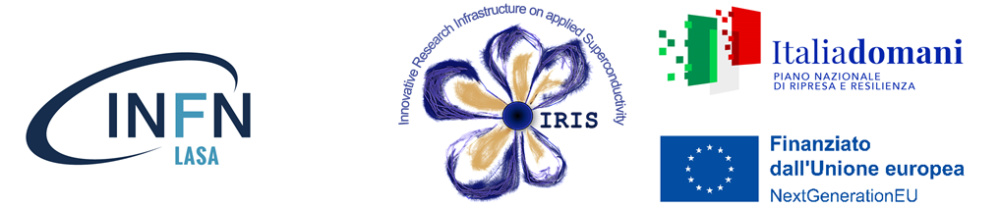 INFN
LASA
Innovative Research Infrastructure on applied Superconductivity
IRIS
Italiadomani
PIANO NAZIONALE
DI RIPRESA E RESILIENZA
Finanziato
dall'Unione europea
NextGenerationEU